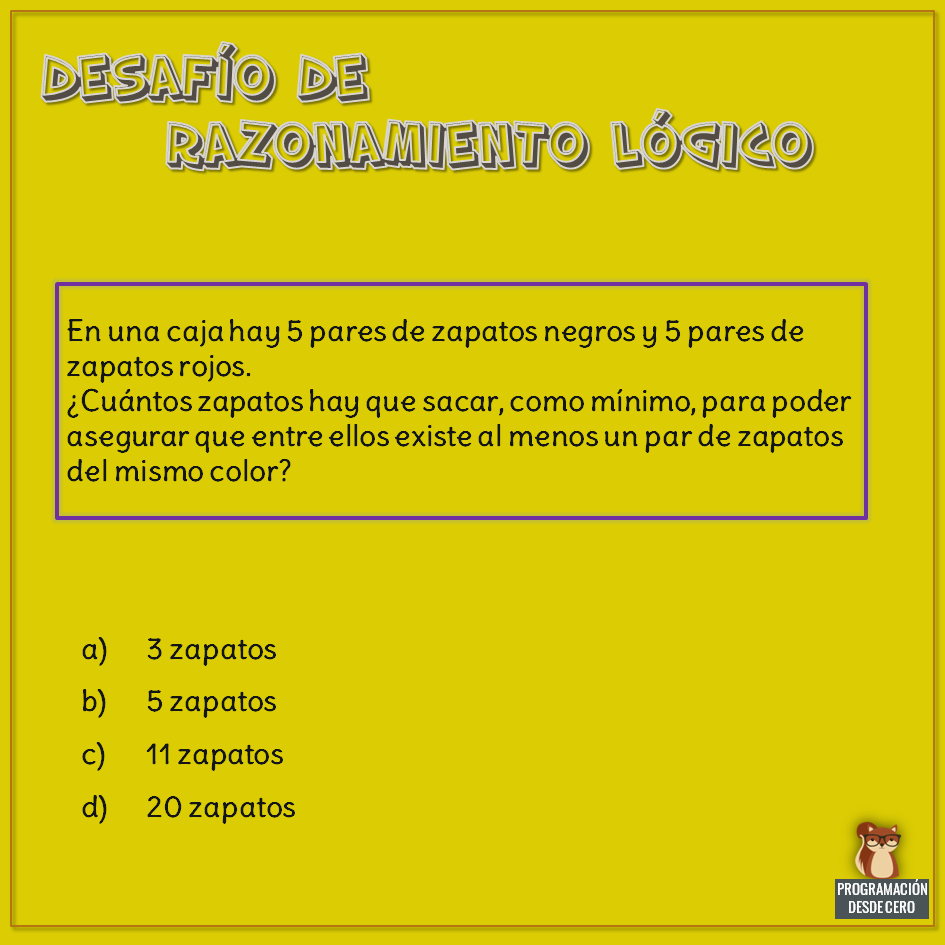 DESAFÍO DE
RAZONAMIENTO LÓGICO
En una caja hay 5 pares de zapatos negros y 5 pares de
zapatos rojos.
¿Cuántos zapatos hay que sacar, como mínimo, para poder
asegurar que entre ellos existe al menos un par de zapatos
del mismo color?
a) 3 zapatos
b) 5 zapatos
c) 11 zapatos
d) 20 zapatos
PROGRAMACIÓN
DESDE CERO